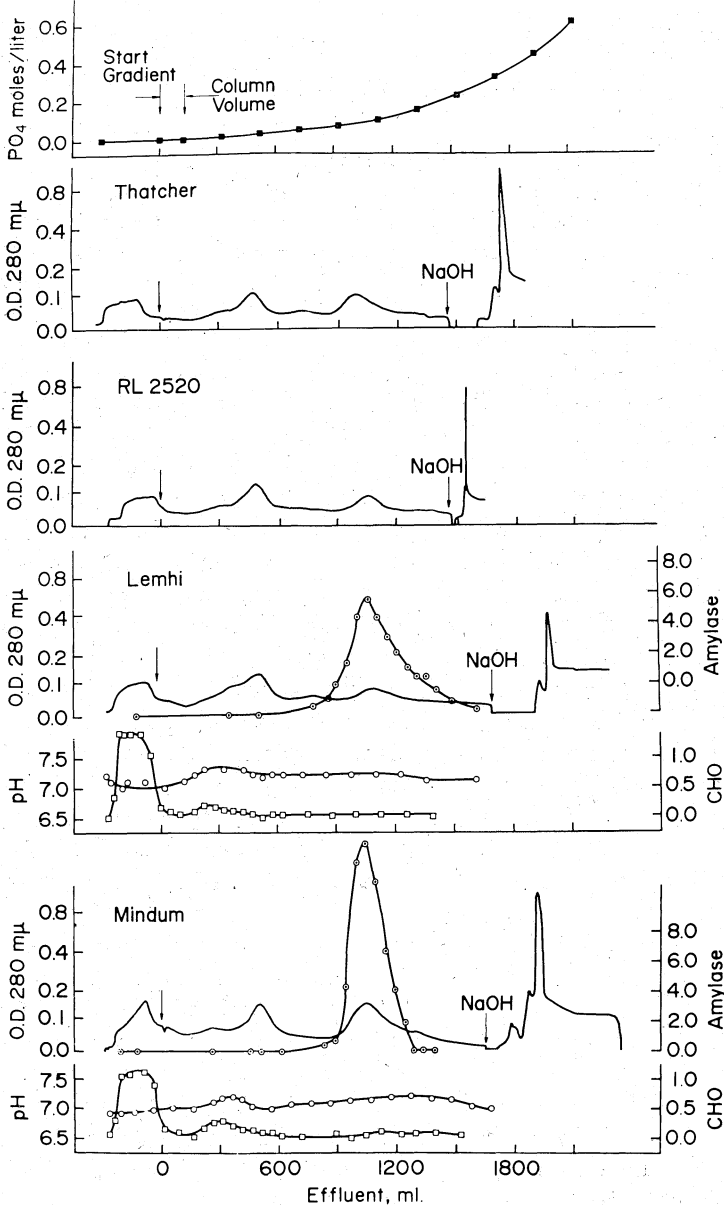 PO4 moles/liter
0.6
0.4
0.2
0.0
Start
Gradient
Column
Volume
O.D. 280 mµ
0.8
0.4
0.2
0.1
0.0
Thatcher
NaOH
O.D. 280 mµ
0.8
0.4
0.2
0.1
0.0
RL 2520
NaOH
O.D. 280 mµ
0.8
0.4
0.2
0.1
0.0
Lemhi
NaOH
8.0
6.0
4.0
2.0
0.0
Amylase
pH
7.5
7.0
6.5
1.0
0.5
0.0
CHO
O.D. 280 mµ
0.8
0.4
0.2
0.1
0.0
Mindum
NaOH
8.0
6.0
4.0
2.0
0.0
Amylase
pH
7.5
7.0
6.5
1.0
0.5
0.0
CHO
0
600
1200
1800
Effluent, ml.